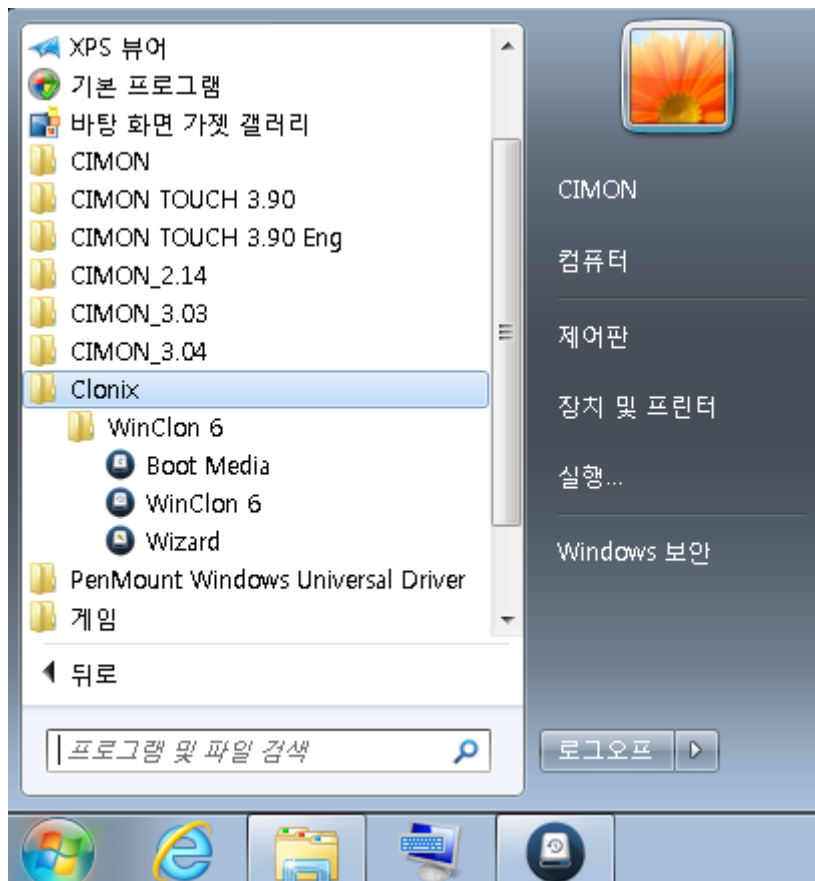 XPS 뷰어
기본 프로그램
바탕 화면 가젯 갤러리
CIMON
CIMON TOUCH 3.90
CIMON TOUCH 3.90 Eng
CIMON_2.14
CIMON_3.03
CIMON_3.04
Clonix
WinClon 6
Boot Media
WinClon 6
Wizard
PenMount Windows Universal Driver
게임
뒤로
프로그램 및 파일 검색
CIMON
컴퓨터
제어판
장치 및 프린터
실행...
Windows 보안
로그오프